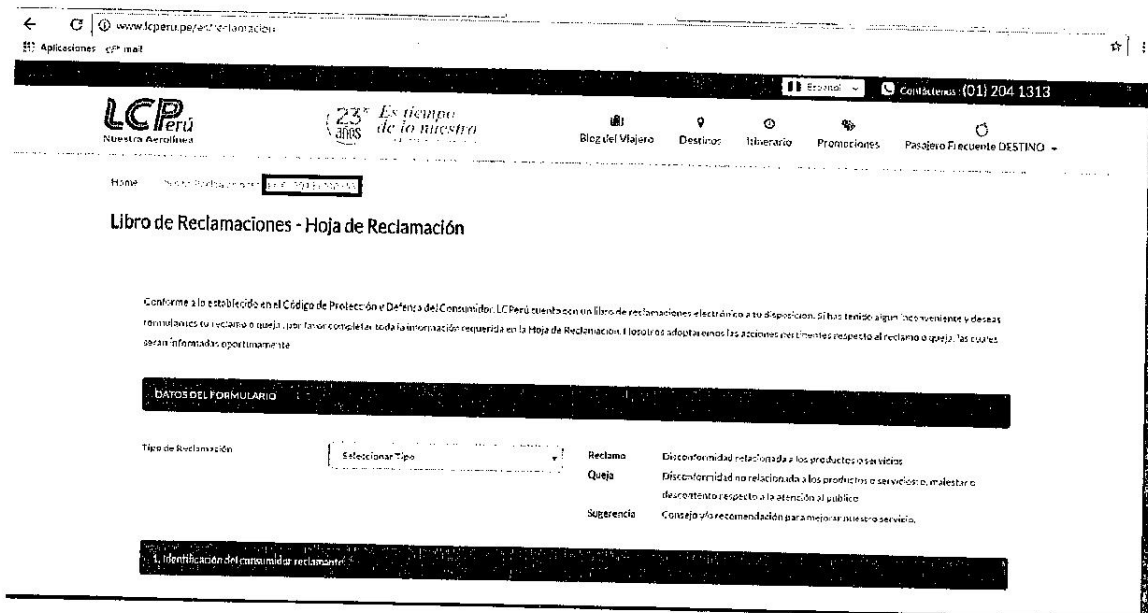 www.lcperu.pe/es/reclamacion
Aplicaciones mail
Español Contáctenos: (01) 204 1313
LCPerú
Nuestra Aerolínea
23 años
Es tiempo
de lo nuestro
Blog del Viajero Destinos Itinerario Promociones Pasajero Frecuente DESTINO
Home
Libro de Reclamaciones - Hoja de Reclamación
Conforme a lo establecido en el Código de Protección y Defensa del Consumidor, LCPerú cuenta con un libro de reclamaciones electrónico a tu disposición. Si has tenido algun inconveniente y deseas
formularnos tu reclamo o queja, por favor completar toda la información requerida en la Hoja de Reclamación. Nosotros adoptaremos las acciones pertinentes respecto al reclamo o queja, las cuales
seran informadas oportunamente
DATOS DEL FORMULARIO
Tipo de Reclamación
Seleccionar Tipo
Reclamo Disconformidad relacionada a los productos o servicios
Queja Disconformidad no relacionada a los productos o servicios; o, malestar o
descontento respecto a la atención al público
Sugerencia Consejo y/o recomendación para mejorar nuestro servicio.
1. Identificación del consumidor reclamante